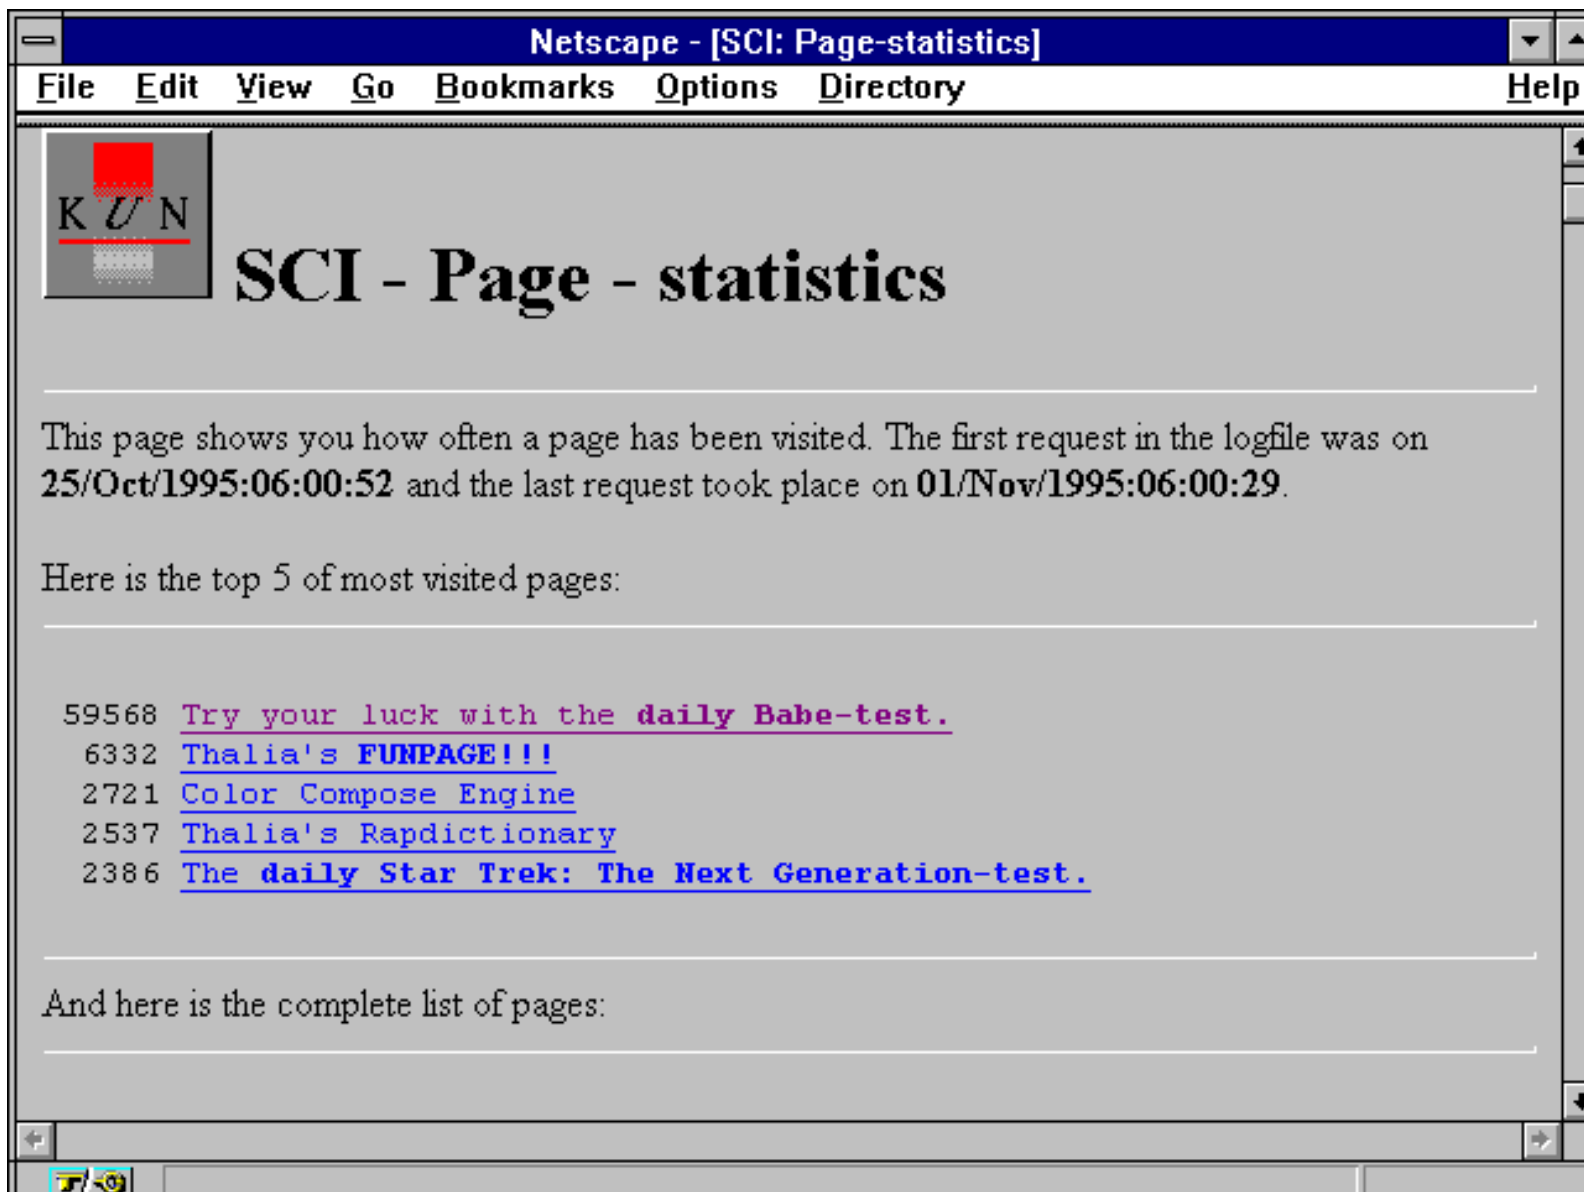 Netscape - [SCI: Page-statistics]
File Edit View Go Bookmarks Options Directory Help
K U N
SCI - Page - statistics
This page shows you how often a page has been visited. The first request in the logfile was on
25/Oct/1995:06:00:52 and the last request took place on 01/Nov/1995:06:00:29.
Here is the top 5 of most visited pages:
59568 Try your luck with the daily Babe-test.
6332 Thalia's FUNPAGE!!!
2721 Color Compose Engine
2537 Thalia's Rapdictionary
2386 The daily Star Trek: The Next Generation-test.
And here is the complete list of pages: